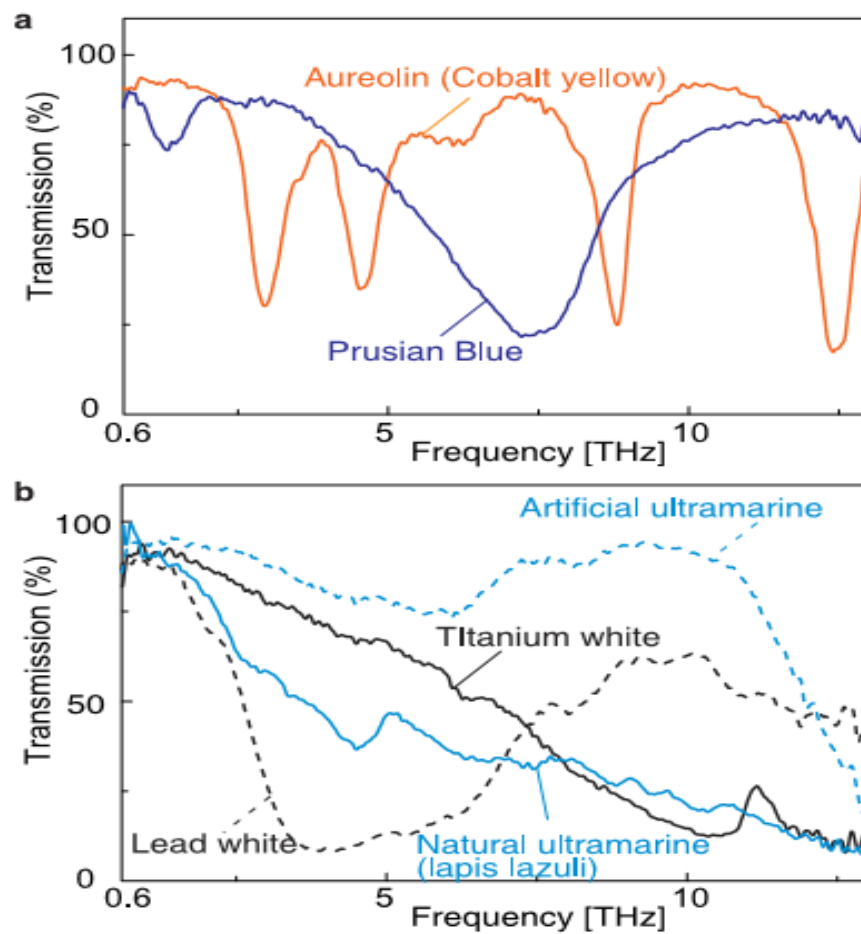 a
100
Aureolin (Cobalt yellow)
Transmission (%)
50
Prusian Blue
0
0.6
5
10
Frequency [THz]
b
Artificial ultramarine
100
TItanium white
Transmission (%)
50
Lead white
Natural ultramarine
(lapis lazuli)
0
0.6
5
10
Frequency [THz]